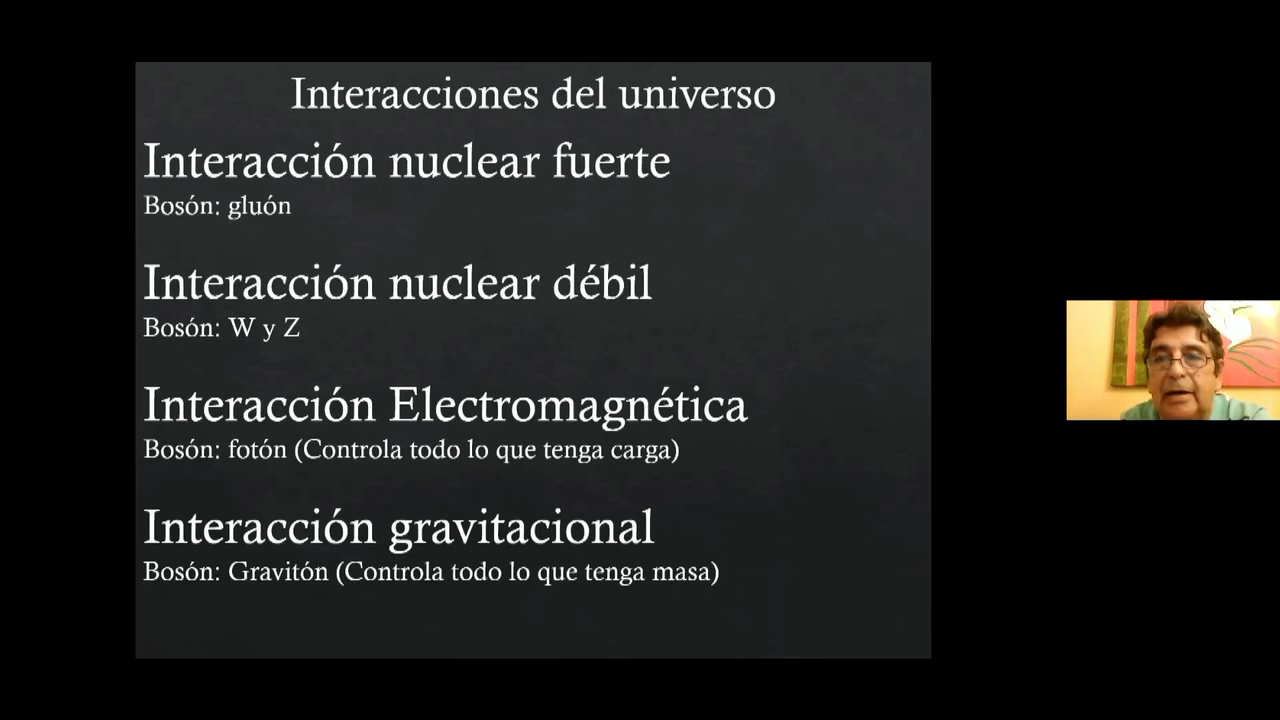 Interacciones del universo
Interacción nuclear fuerte
Bosón: gluón
Interacción nuclear débil
Bosón: W y Z
Interacción Electromagnética
Bosón: fotón (Controla todo lo que tenga carga)
Interacción gravitacional
Bosón: Gravitón (Controla todo lo que tenga masa)